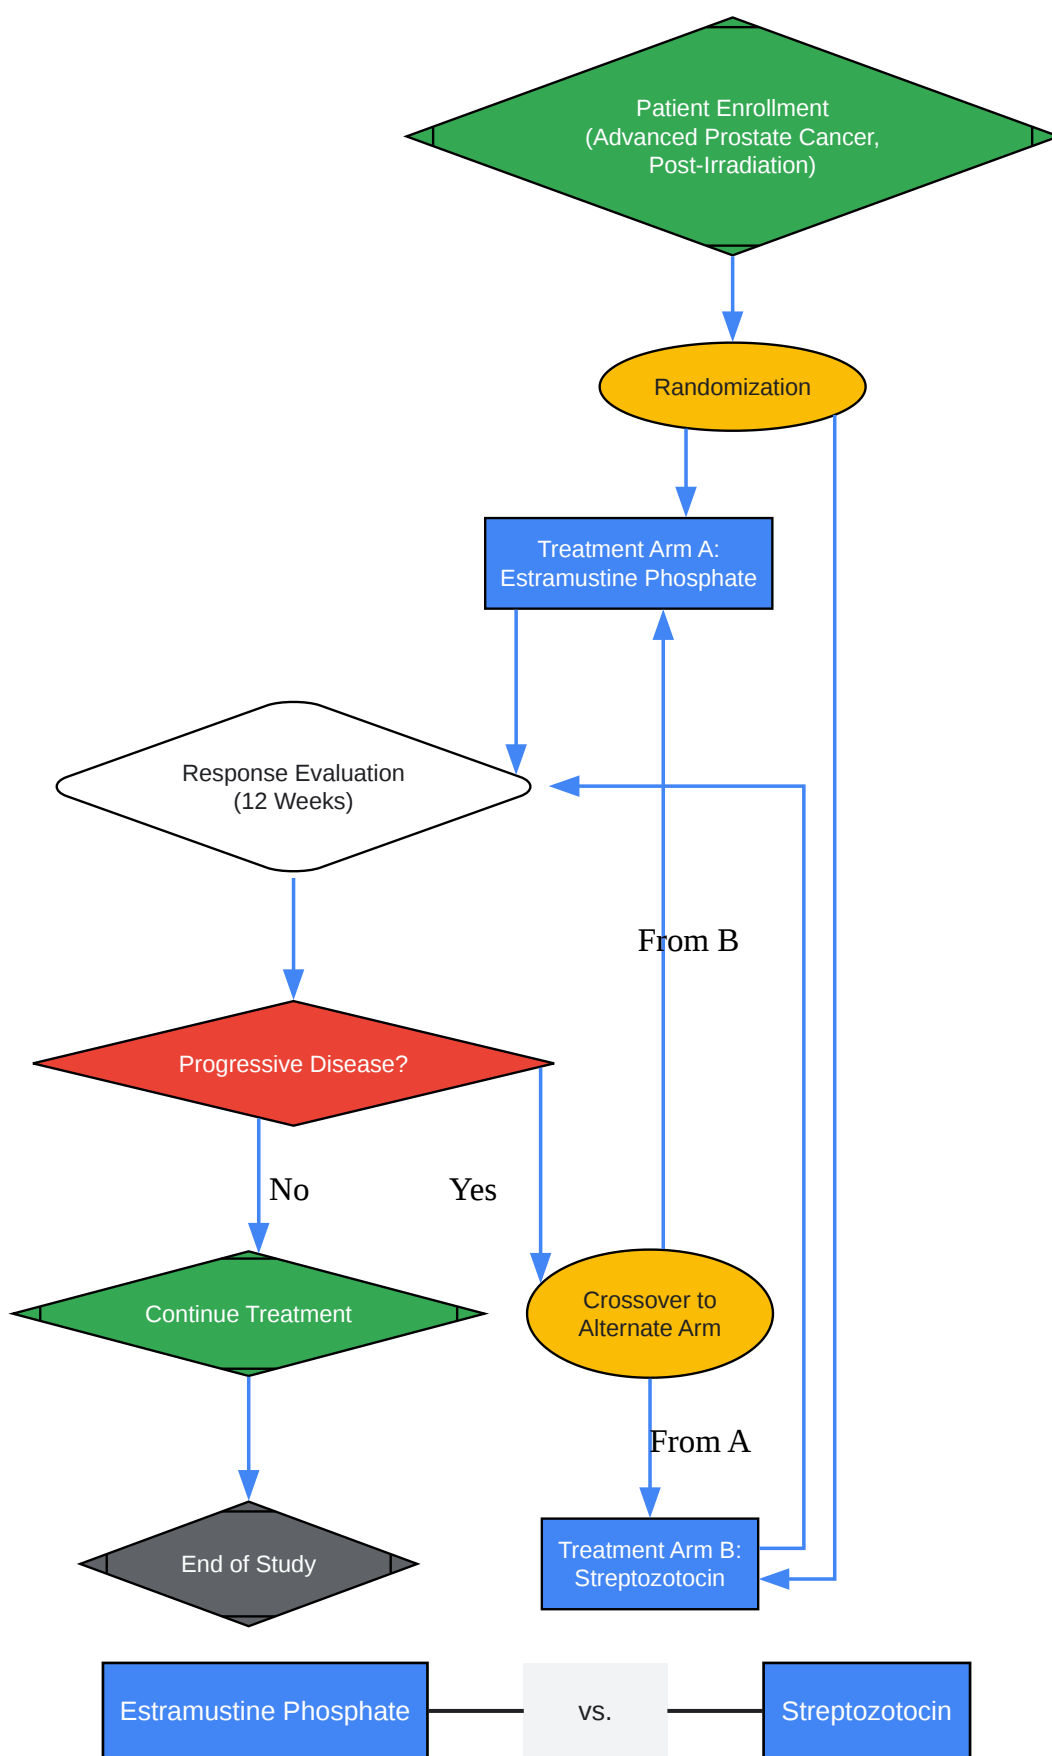 Patient Enrollment
(Advanced Prostate Cancer,
Post-Irradiation)
Randomization
Treatment Arm A:
Estramustine Phosphate
Response Evaluation
(12 Weeks)
From B
Progressive Disease?
No
Yes
Continue Treatment
Crossover to
Alternate Arm
From A
End of Study
Treatment Arm B:
Streptozotocin
Estramustine Phosphate
vs.
Streptozotocin